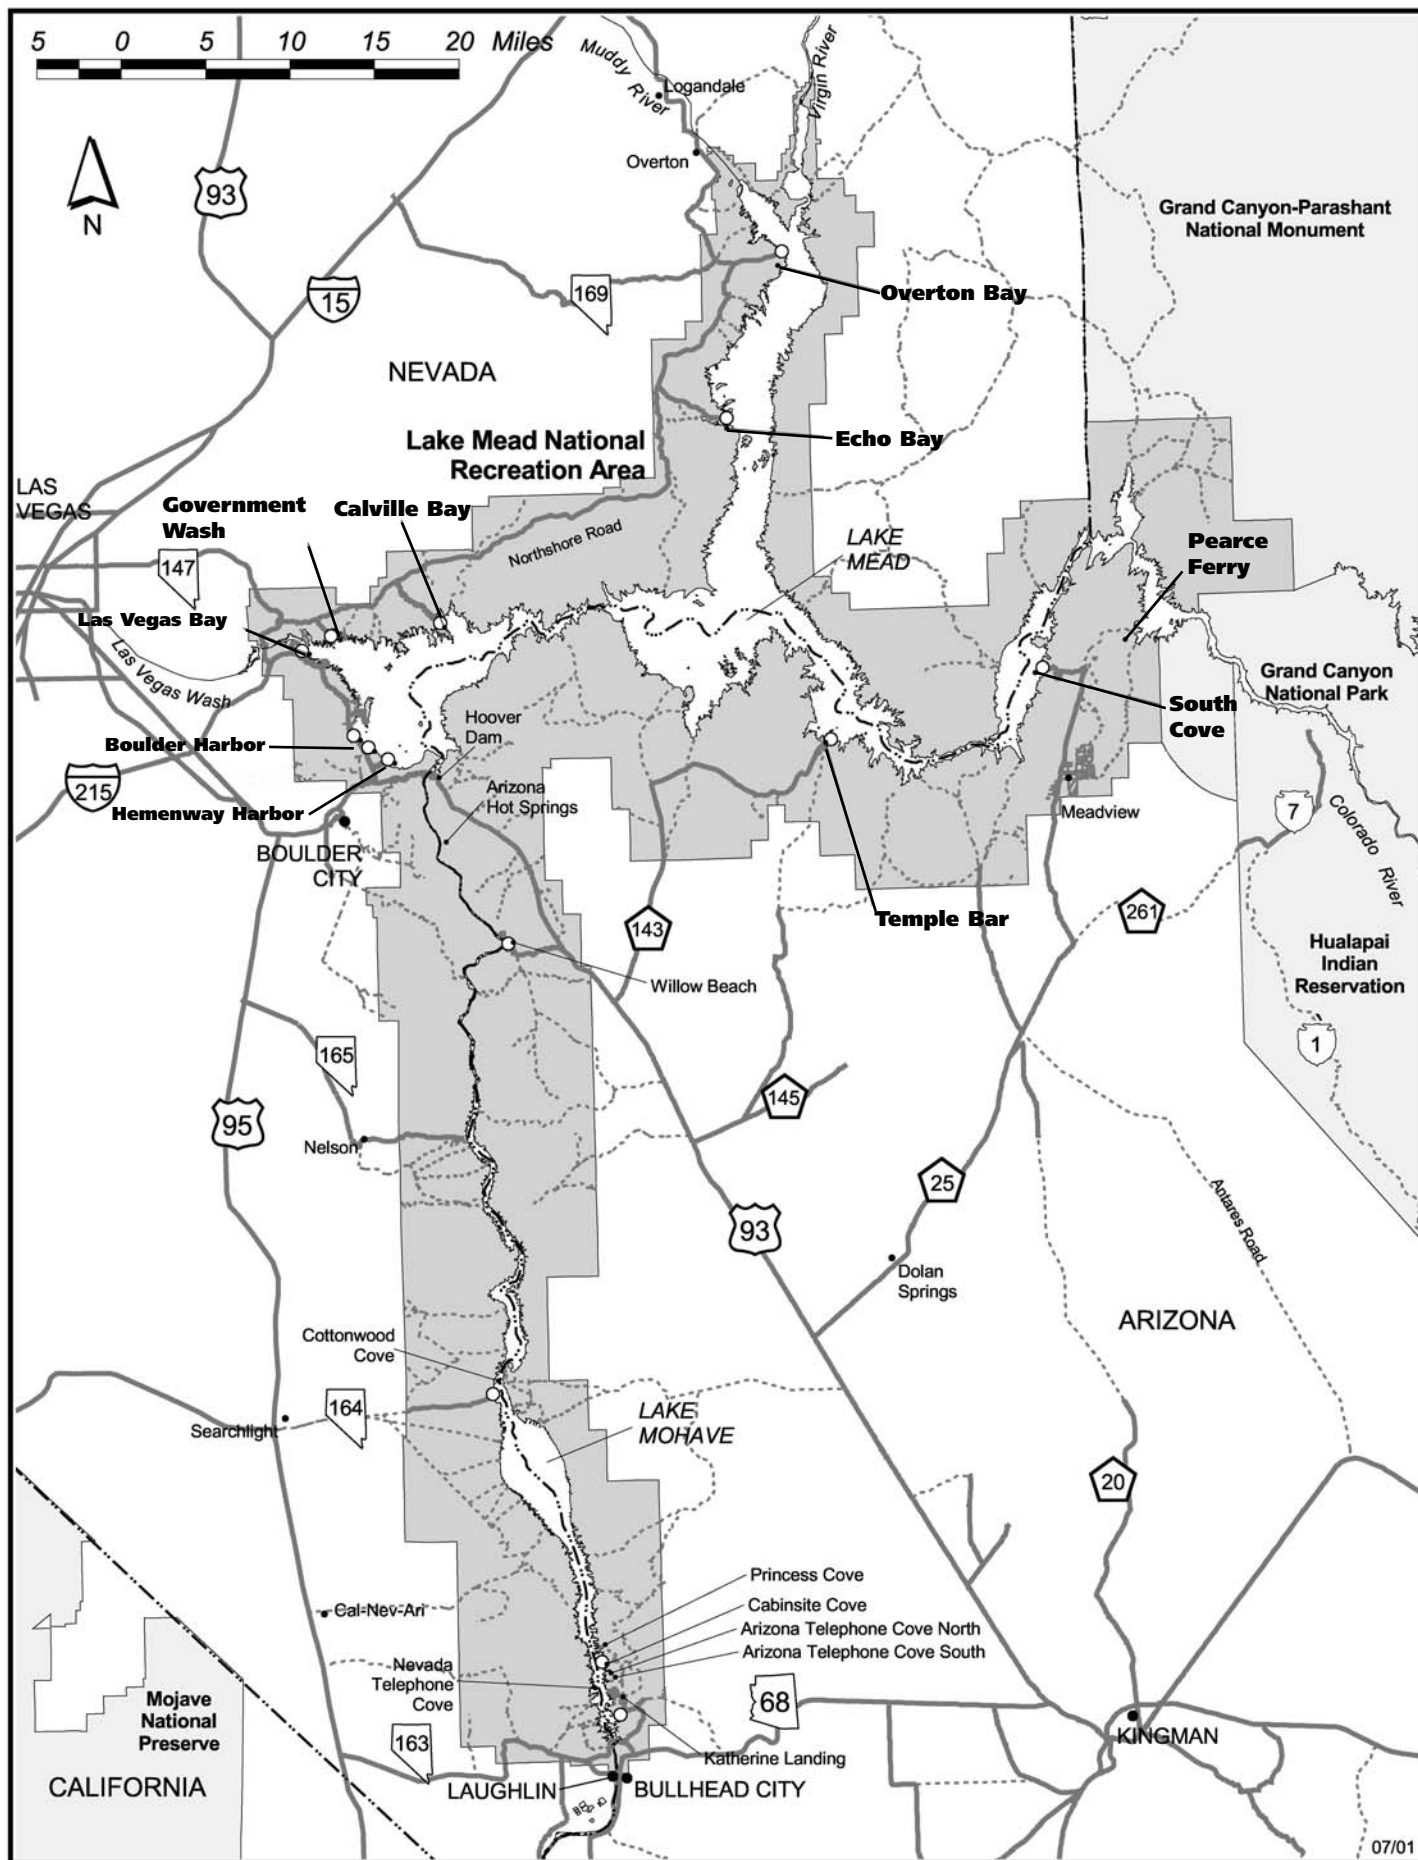 5 0 5 10 15 20 Miles
Muddy River
Virgin River
Logandale
Overton
93
N
15
169
Grand Canyon-Parashant
National Monument
Overton Bay
NEVADA
Lake Mead National
Recreation Area
Echo Bay
LAS
VEGAS
Government
Wash
Calville Bay
Northshore Road
LAKE
MEAD
Pearce
Ferry
147
Las Vegas Bay
Las Vegas Wash
Grand Canyon
National Park
South
Cove
Hoover
Dam
Boulder Harbor
215
Arizona
Hot Springs
Hemenway Harbor
Meadview
7
Colorado River
BOULDER
CITY
143
Temple Bar
261
Hualapai
Indian
Reservation
Willow Beach
1
165
145
95
Nelson
25
Antares Road
93
Dolan
Springs
ARIZONA
Cottonwood
Cove
164
Searchlight
LAKE
MOHAVE
20
Princess Cove
Cabinsite Cove
Arizona Telephone Cove North
Arizona Telephone Cove South
Cal-Nev-Ari
Nevada
Telephone
Cove
68
Mojave
National
Preserve
163
Katherine Landing
KINGMAN
CALIFORNIA
LAUGHLIN
BULLHEAD CITY
07/01